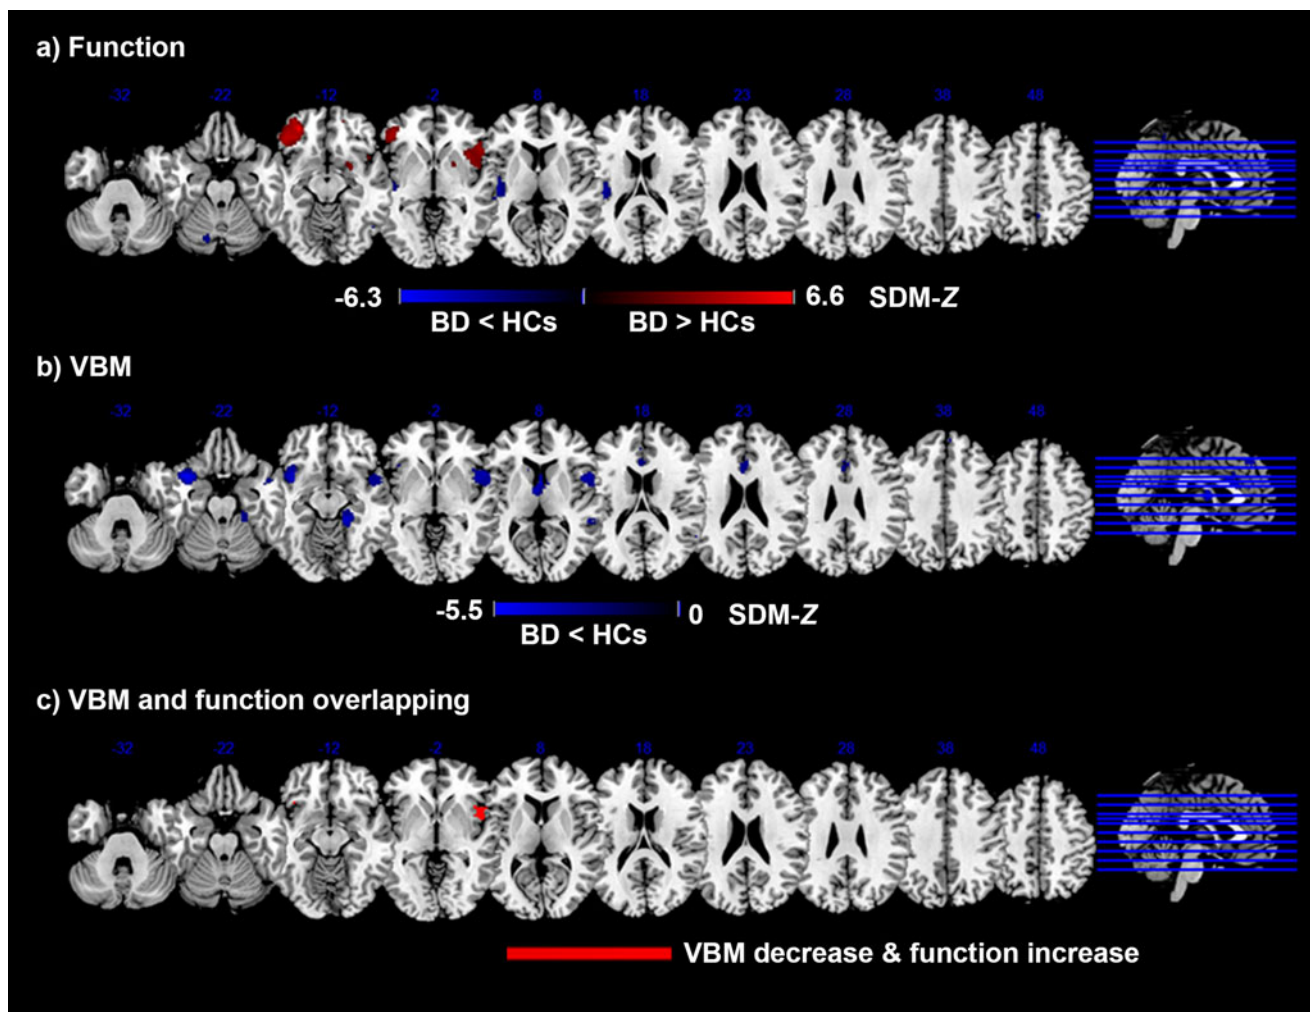 a) Function
-32 -22 -12 -2 8 18 23 28 38 48
-6.3 6.6 SDM-Z
BD < HCs BD > HCs
b) VBM
-32 -22 -12 -2 8 18 23 28 38 48
-5.5 0 SDM-Z
BD < HCs
c) VBM and function overlapping
-32 -22 -12 -2 8 18 23 28 38 48
VBM decrease & function increase